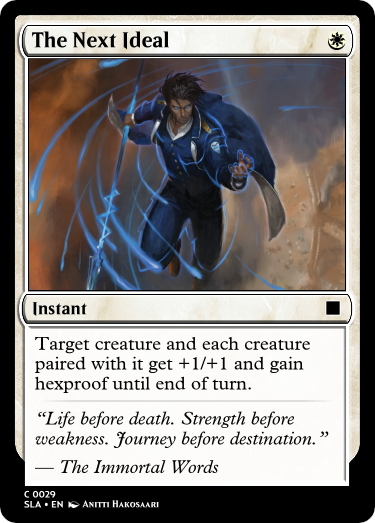 The Next Ideal
Instant
Target creature and each creature
paired with it get +1/+1 and gain
hexproof until end of turn.
“Life before death. Strength before
weakness. Journey before destination.”
— The Immortal Words
C 0029
SLA • EN Anitti Hakosaari